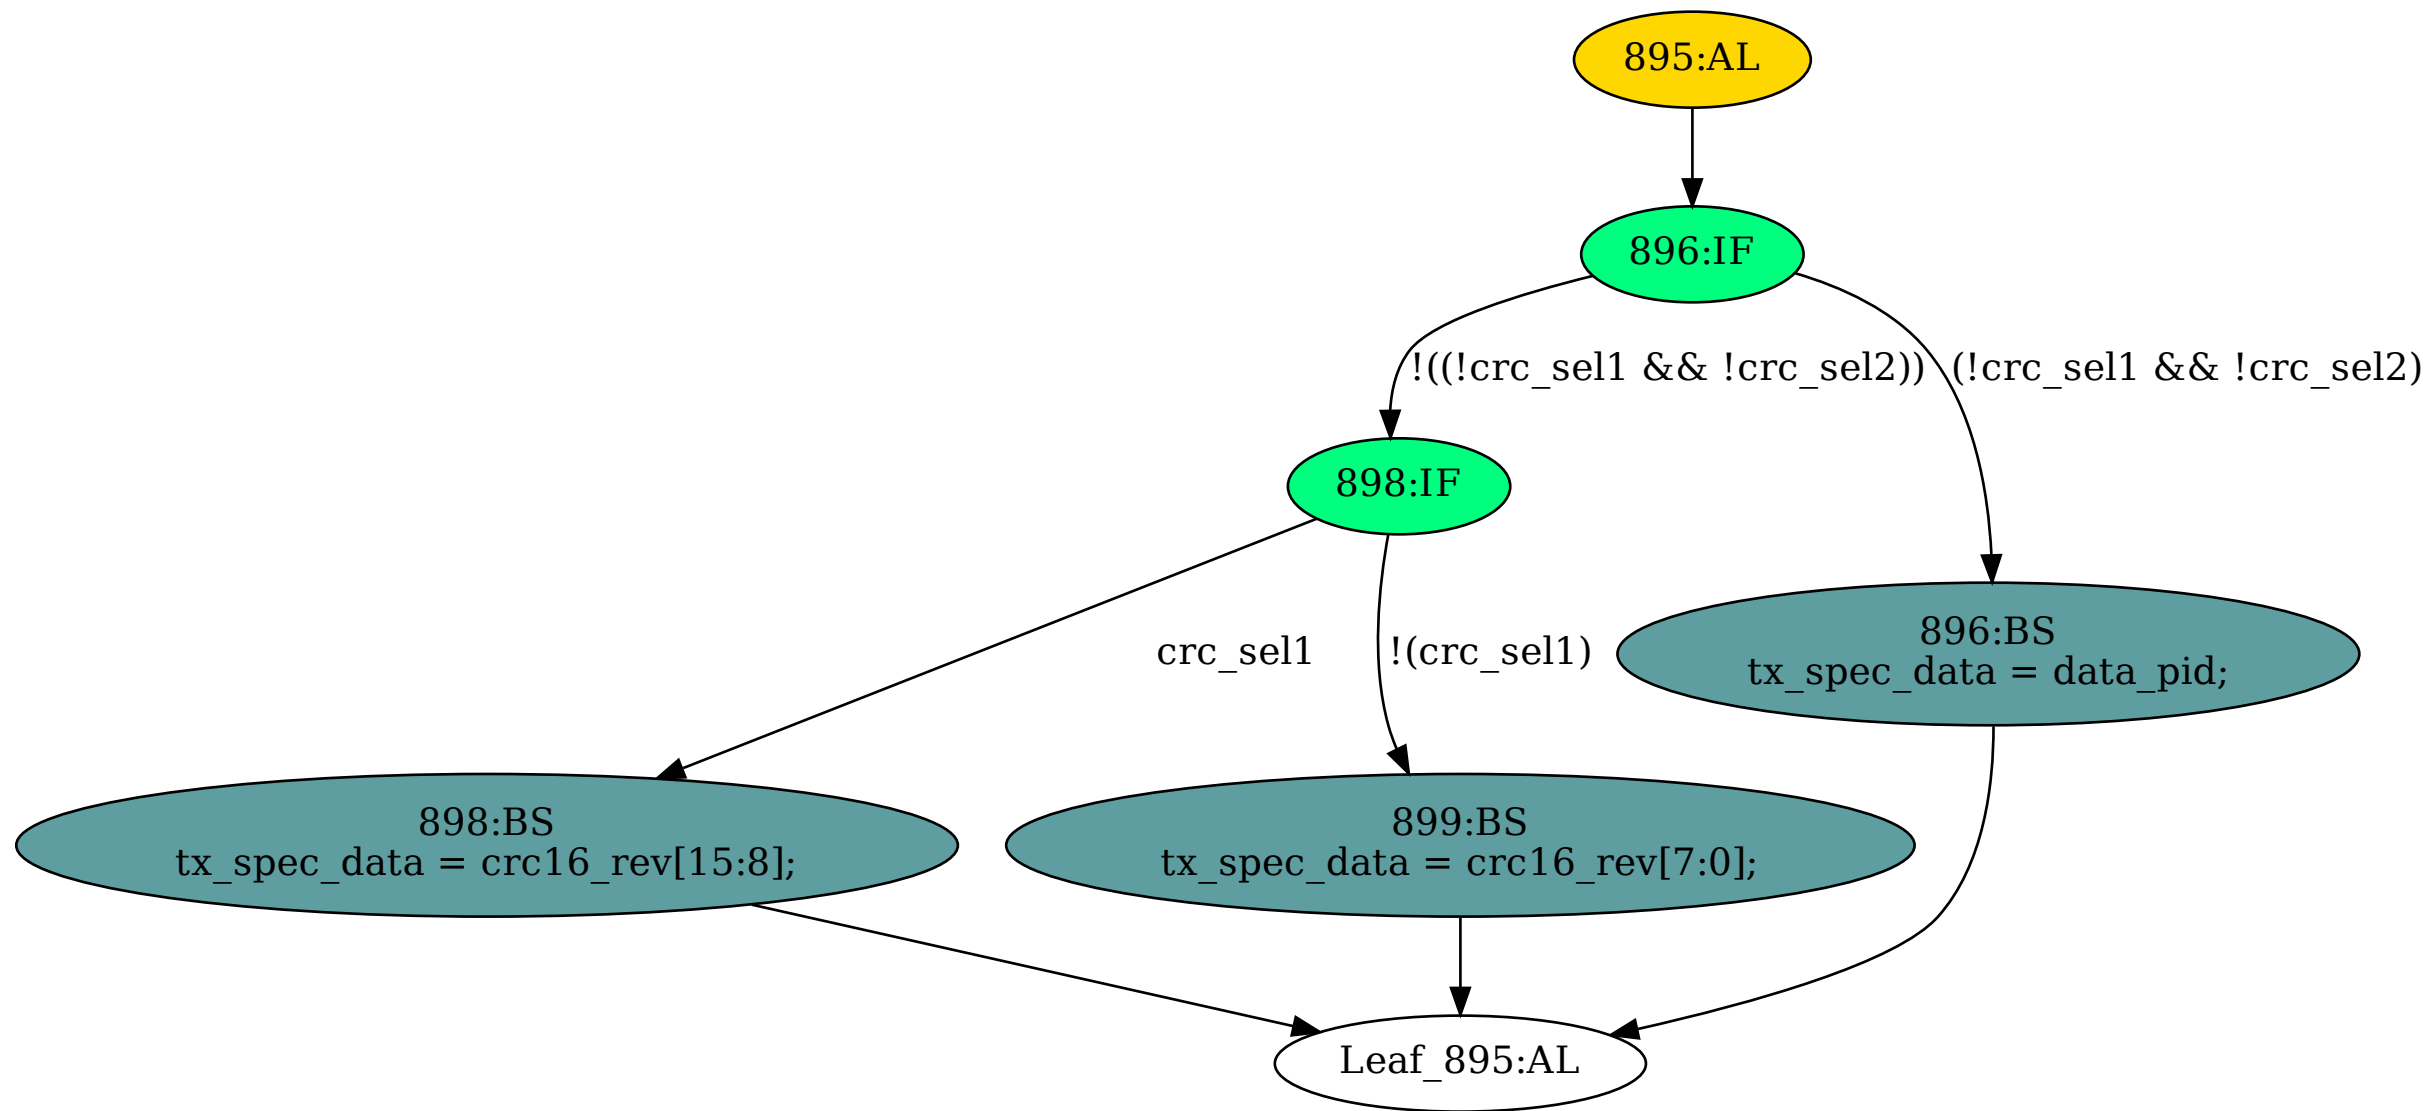 895:AL
896:IF
!((!crc_sel1 && !crc_sel2))
(!crc_sel1 && !crc_sel2)
898:IF
crc_sel1
!(crc_sel1)
896:BS
tx_spec_data = data_pid;
898:BS
tx_spec_data = crc16_rev[15:8];
899:BS
tx_spec_data = crc16_rev[7:0];
Leaf_895:AL